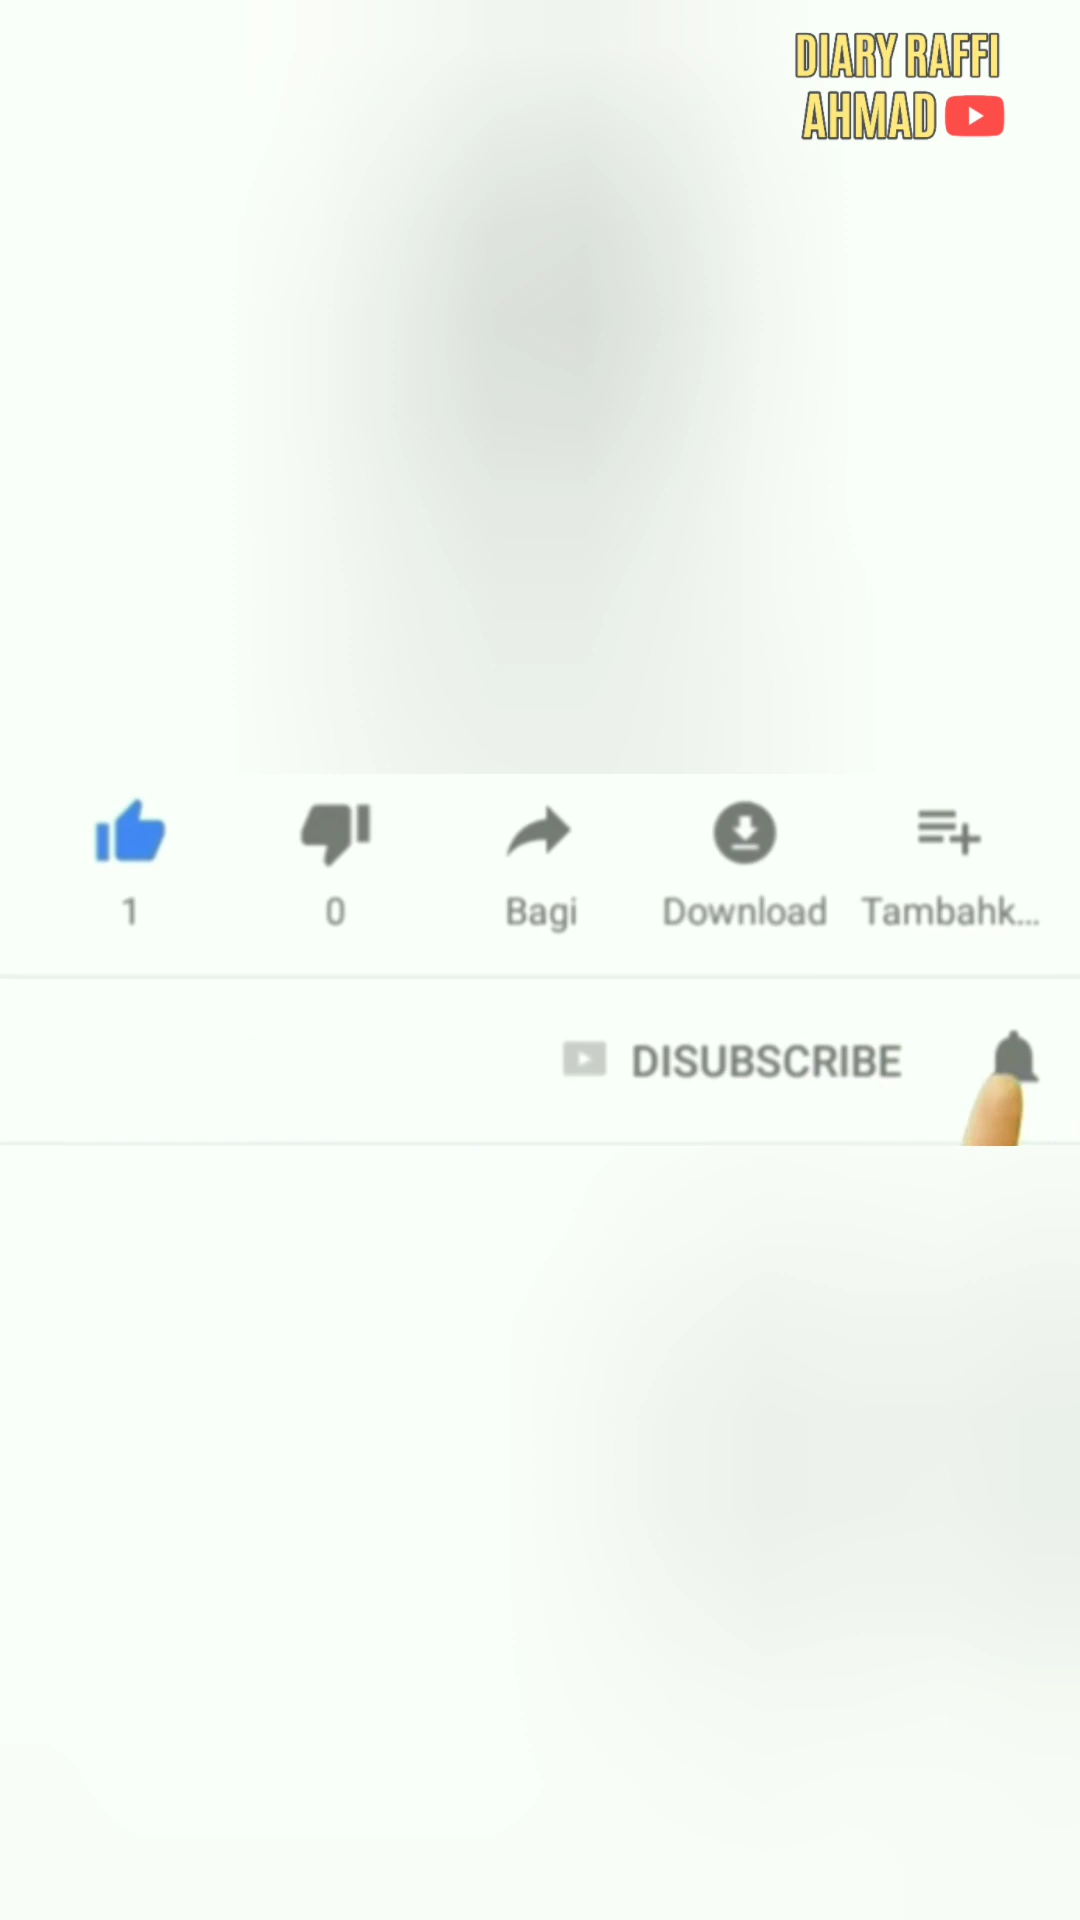 DIARY RAFFI
AHMAD
1
0
Bagi
Download
Tambahk...
DISUBSCRIBE